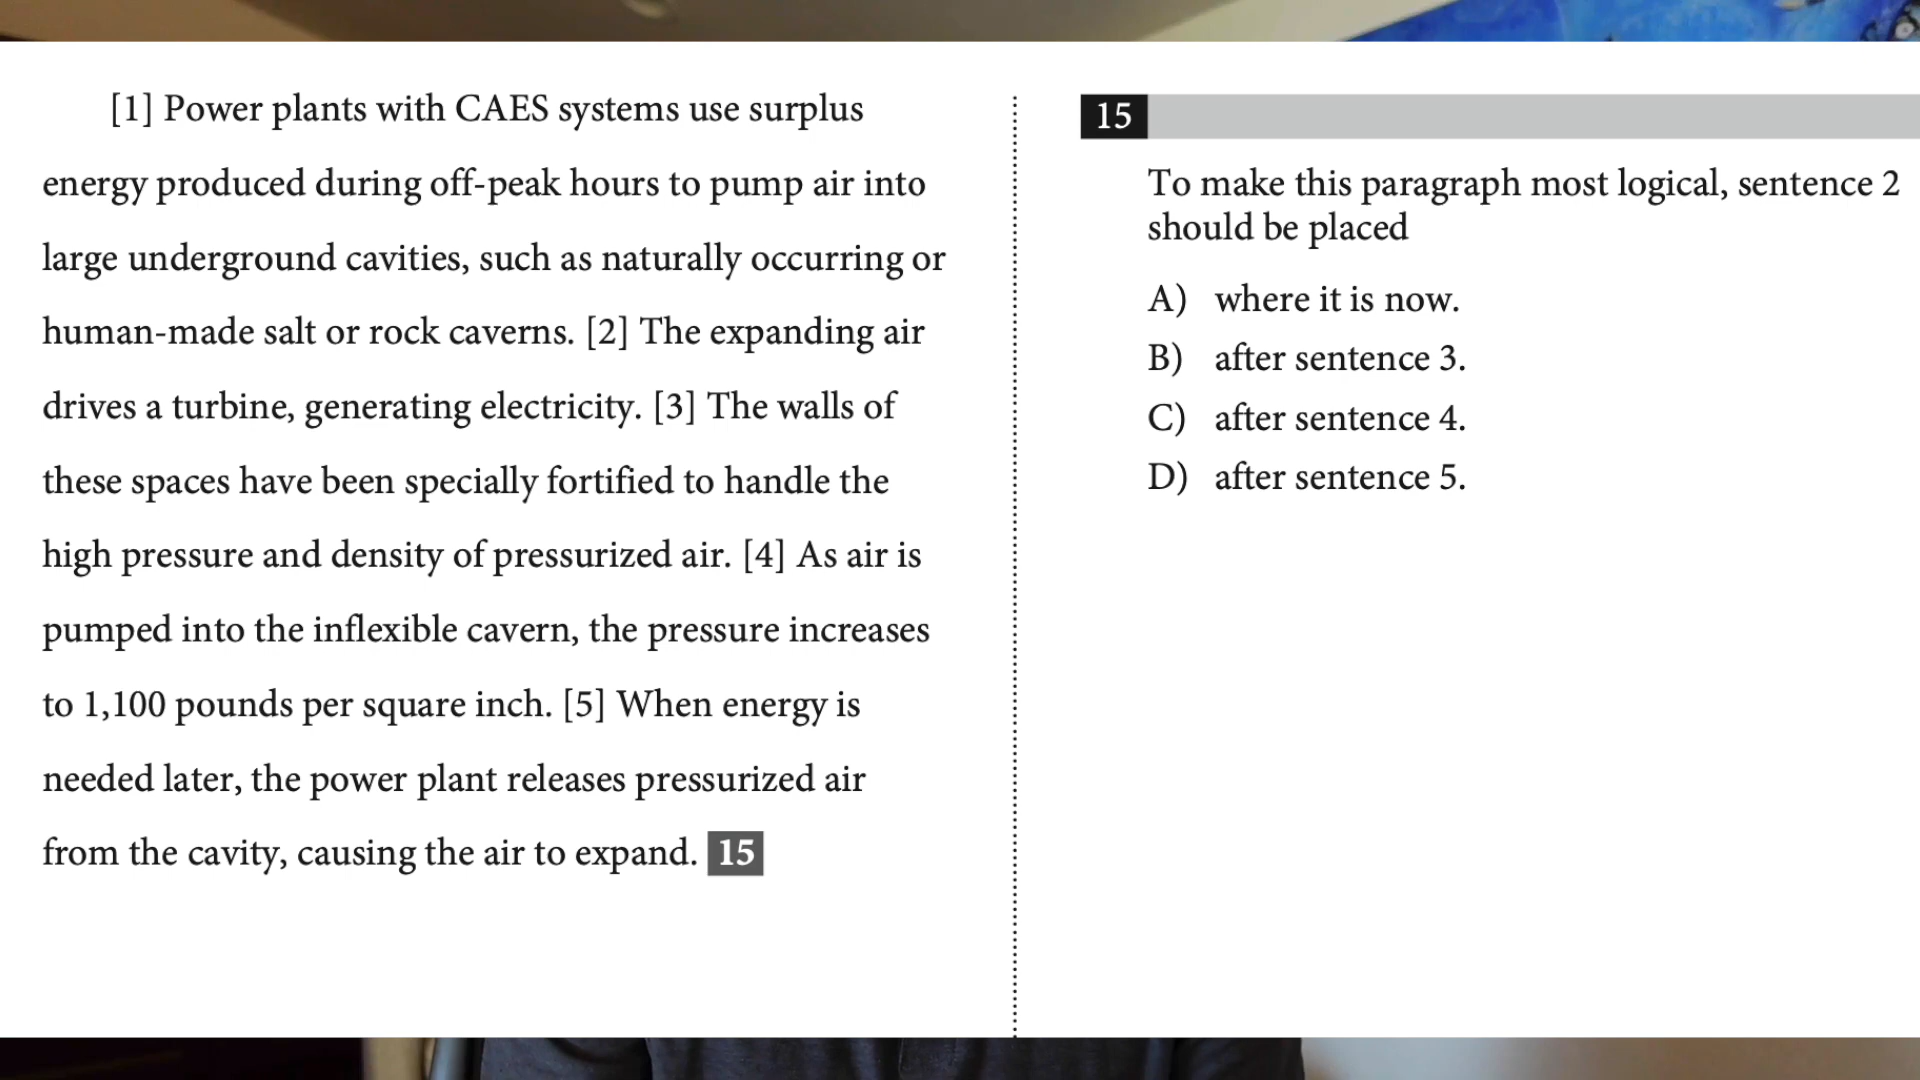 [1] Power plants with CAES systems use surplus
energy produced during off-peak hours to pump air into
large underground cavities, such as naturally occurring or
human-made salt or rock caverns. [2] The expanding air
drives a turbine, generating electricity. [3] The walls of
these spaces have been specially fortified to handle the
high pressure and density of pressurized air. [4] As air is
pumped into the inflexible cavern, the pressure increases
to 1,100 pounds per square inch. [5] When energy is
needed later, the power plant releases pressurized air
from the cavity, causing the air to expand. 15
15
To make this paragraph most logical, sentence 2
should be placed
A) where it is now.
B) after sentence 3.
C) after sentence 4.
D) after sentence 5.